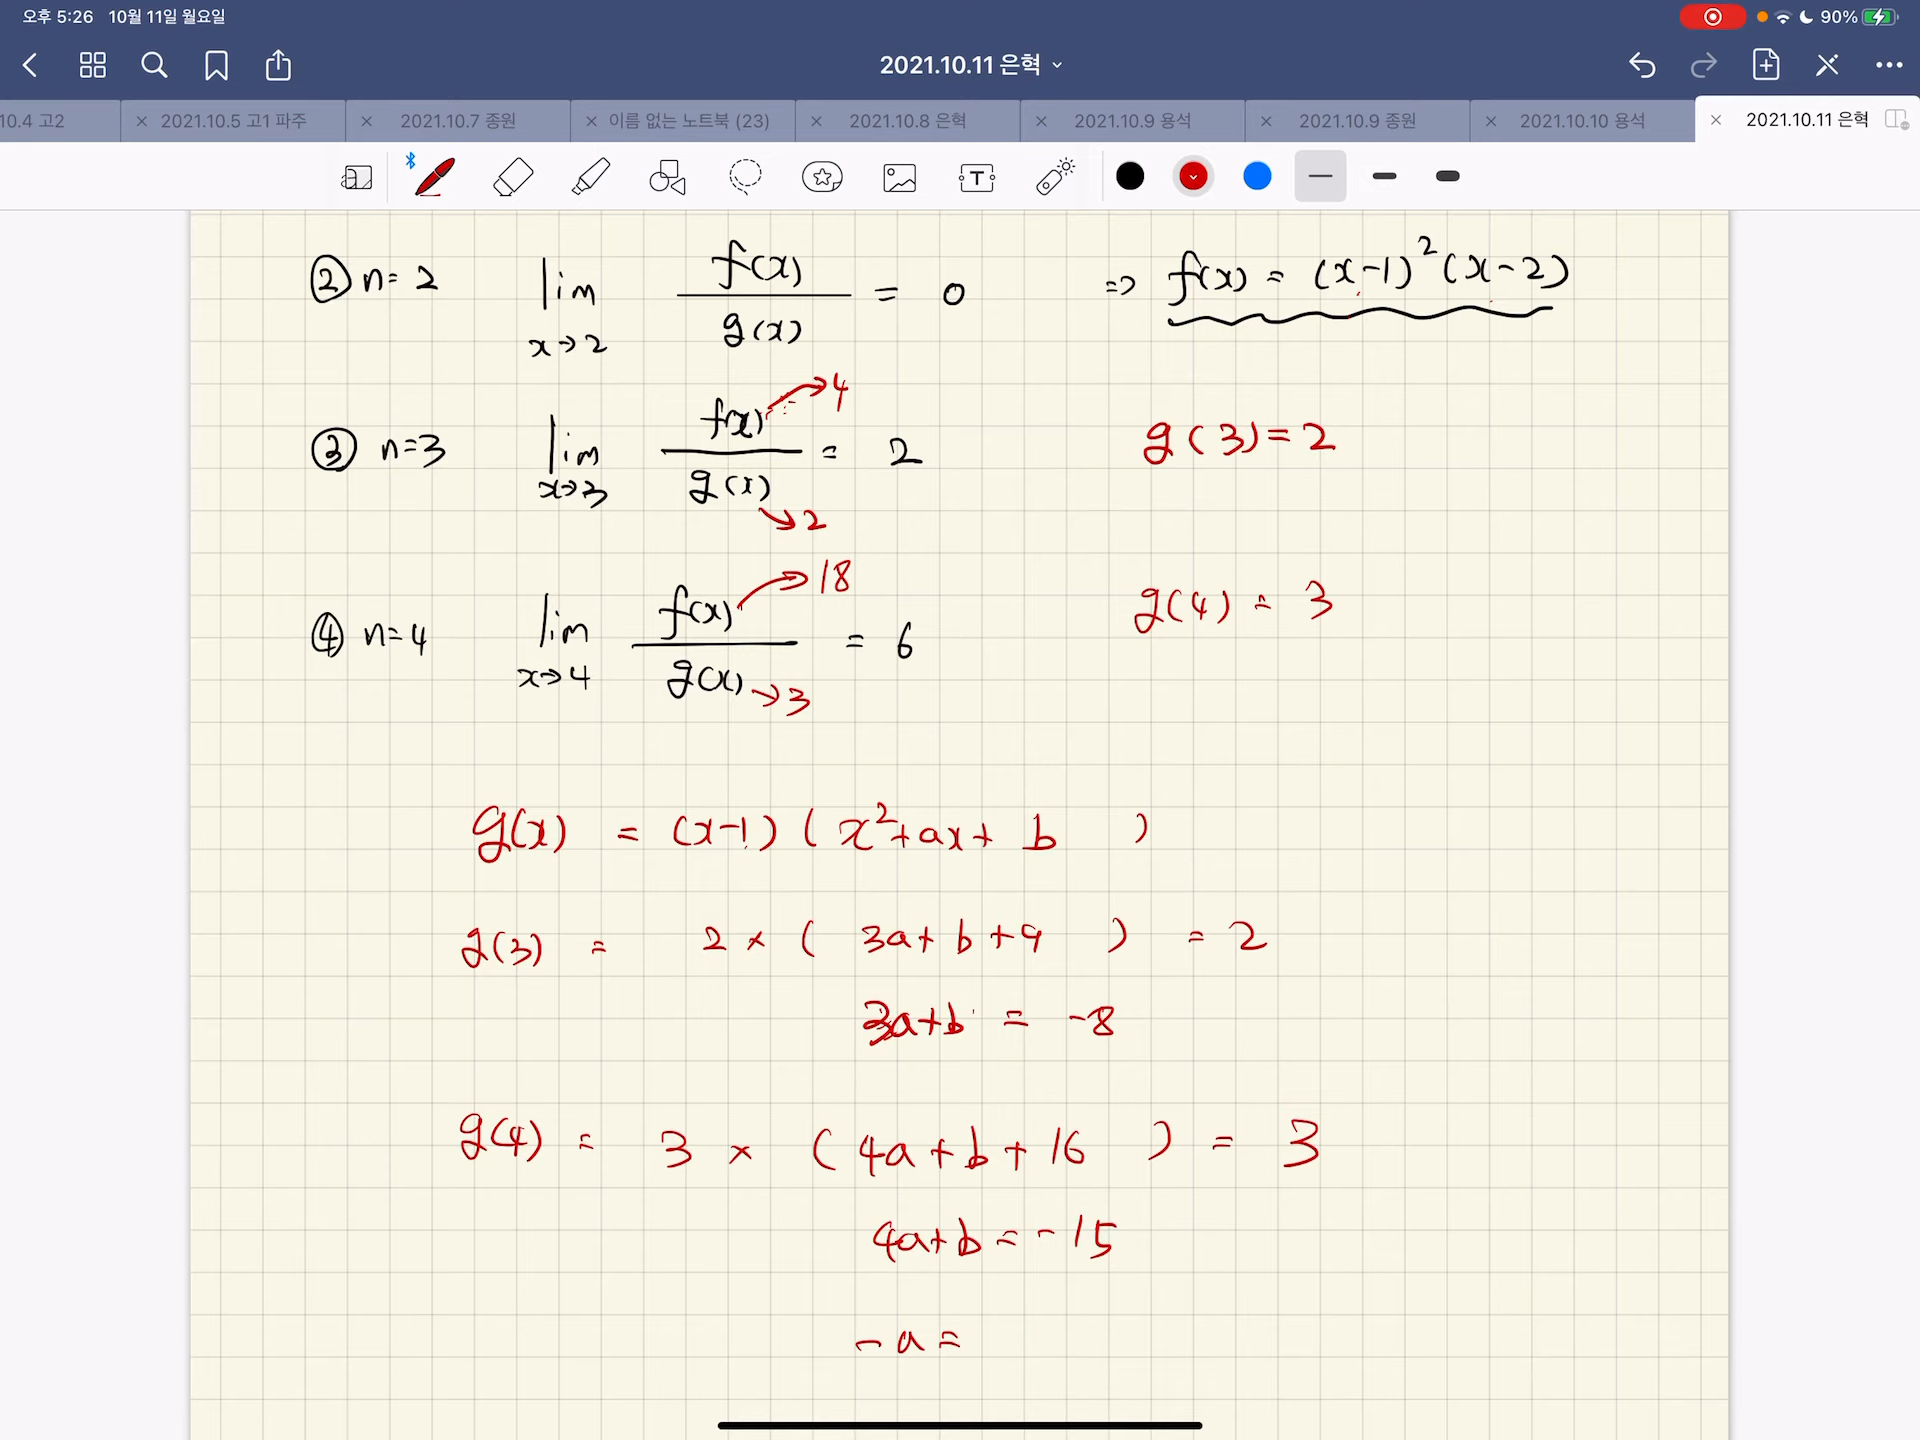 오후 5:26 10월 11일 월요일 90%
2021.10.11 은혁
10.4 고2 × 2021.10.5 고1 파주 × 2021.10.7 종원 × 이름 없는 노트북 (23) × 2021.10.8 은혁 × 2021.10.9 용석 × 2021.10.9 종원 × 2021.10.10 용석 × 2021.10.11 은혁
② n=2 lim x→2 f(x)/g(x) = 0 ⇒ f(x) = (x-1)²(x-2)
③ n=3 lim x→3 f(x)/g(x) = 2 →4 →2 g(3)=2
④ n=4 lim x→4 f(x)/g(x) = 6 →18 →3 g(4) = 3
g(x) = (x-1)(x²+ax+b)
g(3) = 2×(3a+b+9) = 2
3a+b = -8
g(4) = 3×(4a+b+16) = 3
4a+b=-15
-a=